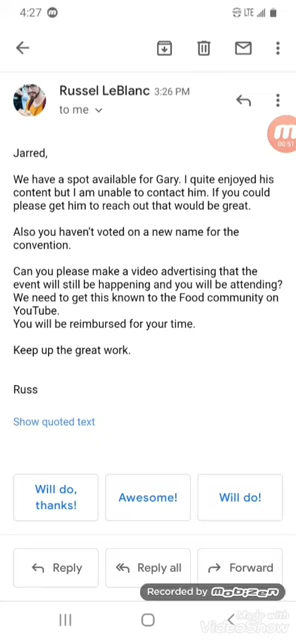 4:27
LTE
Russel LeBlanc 3:26 PM
to me
00:51
Jarred,
We have a spot available for Gary. I quite enjoyed his
content but I am unable to contact him. If you could
please get him to reach out that would be great.
Also you haven't voted on a new name for the
convention.
Can you please make a video advertising that the
event will still be happening and you will be attending?
We need to get this known to the Food community on
YouTube.
You will be reimbursed for your time.
Keep up the great work.
Russ
Show quoted text
Will do,
thanks!
Awesome!
Will do!
Reply
Reply all
Forward
Recorded by mobizen
Made with
VideoShow